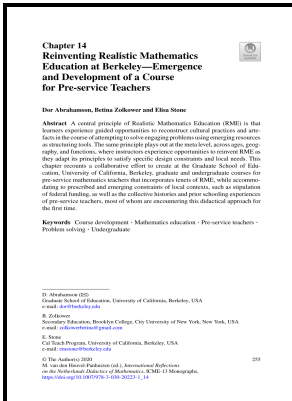 Chapter 14
Reinventing Realistic Mathematics
Education at Berkeley—Emergence
and Development of a Course
for Pre-service Teachers
Dor Abrahamson, Betina Zolkower and Elisa Stone
Abstract A central principle of Realistic Mathematics Education (RME) is that
learners experience guided opportunities to reconstruct cultural practices and arte-
facts in the course of attempting to solve engaging problems using emerging resources
as structuring tools. The same principle plays out at the meta level, across ages, geog-
raphy, and functions, where instructors experience opportunities to reinvent RME as
they adapt its principles to satisfy specific design constraints and local needs. This
chapter recounts a collaborative effort to create at the Graduate School of Edu-
cation, University of California, Berkeley, graduate and undergraduate courses for
pre-service mathematics teachers that incorporates tenets of RME, while accommo-
dating to prescribed and emerging constraints of local contexts, such as stipulation
of federal funding, as well as the collective histories and prior schooling experiences
of pre-service teachers, most of whom are encountering this didactical approach for
the first time.
Keywords Course development · Mathematics education · Pre-service teachers ·
Problem solving · Undergraduate
D. Abrahamson (✉)
Graduate School of Education, University of California, Berkeley, USA
e-mail: dor@berkeley.edu
B. Zolkower
Secondary Education, Brooklyn College, City University of New York, New York, USA
e-mail: zolkowerbetina@gmail.com
E. Stone
Cal Teach Program, University of California, Berkeley, USA
e-mail: emstone@berkeley.edu
© The Author(s) 2020
255
M. van den Heuvel-Panhuizen (ed.), International Reflections
on the Netherlands Didactics of Mathematics, ICME-13 Monographs,
https://doi.org/10.1007/978-3-030-20223-1_14